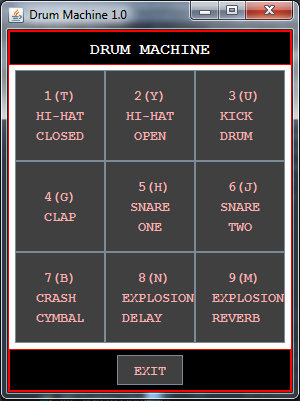 Drum Machine 1.0
DRUM MACHINE
1(T)
HI-HAT
CLOSED
2(Y)
HI-HAT
OPEN
3(U)
KICK
DRUM
4(G)
CLAP
5(H)
SNARE
ONE
6(J)
SNARE
TWO
7(B)
CRASH
CYMBAL
8(N)
EXPLOSION
DELAY
9(M)
EXPLOSION
REVERB
EXIT